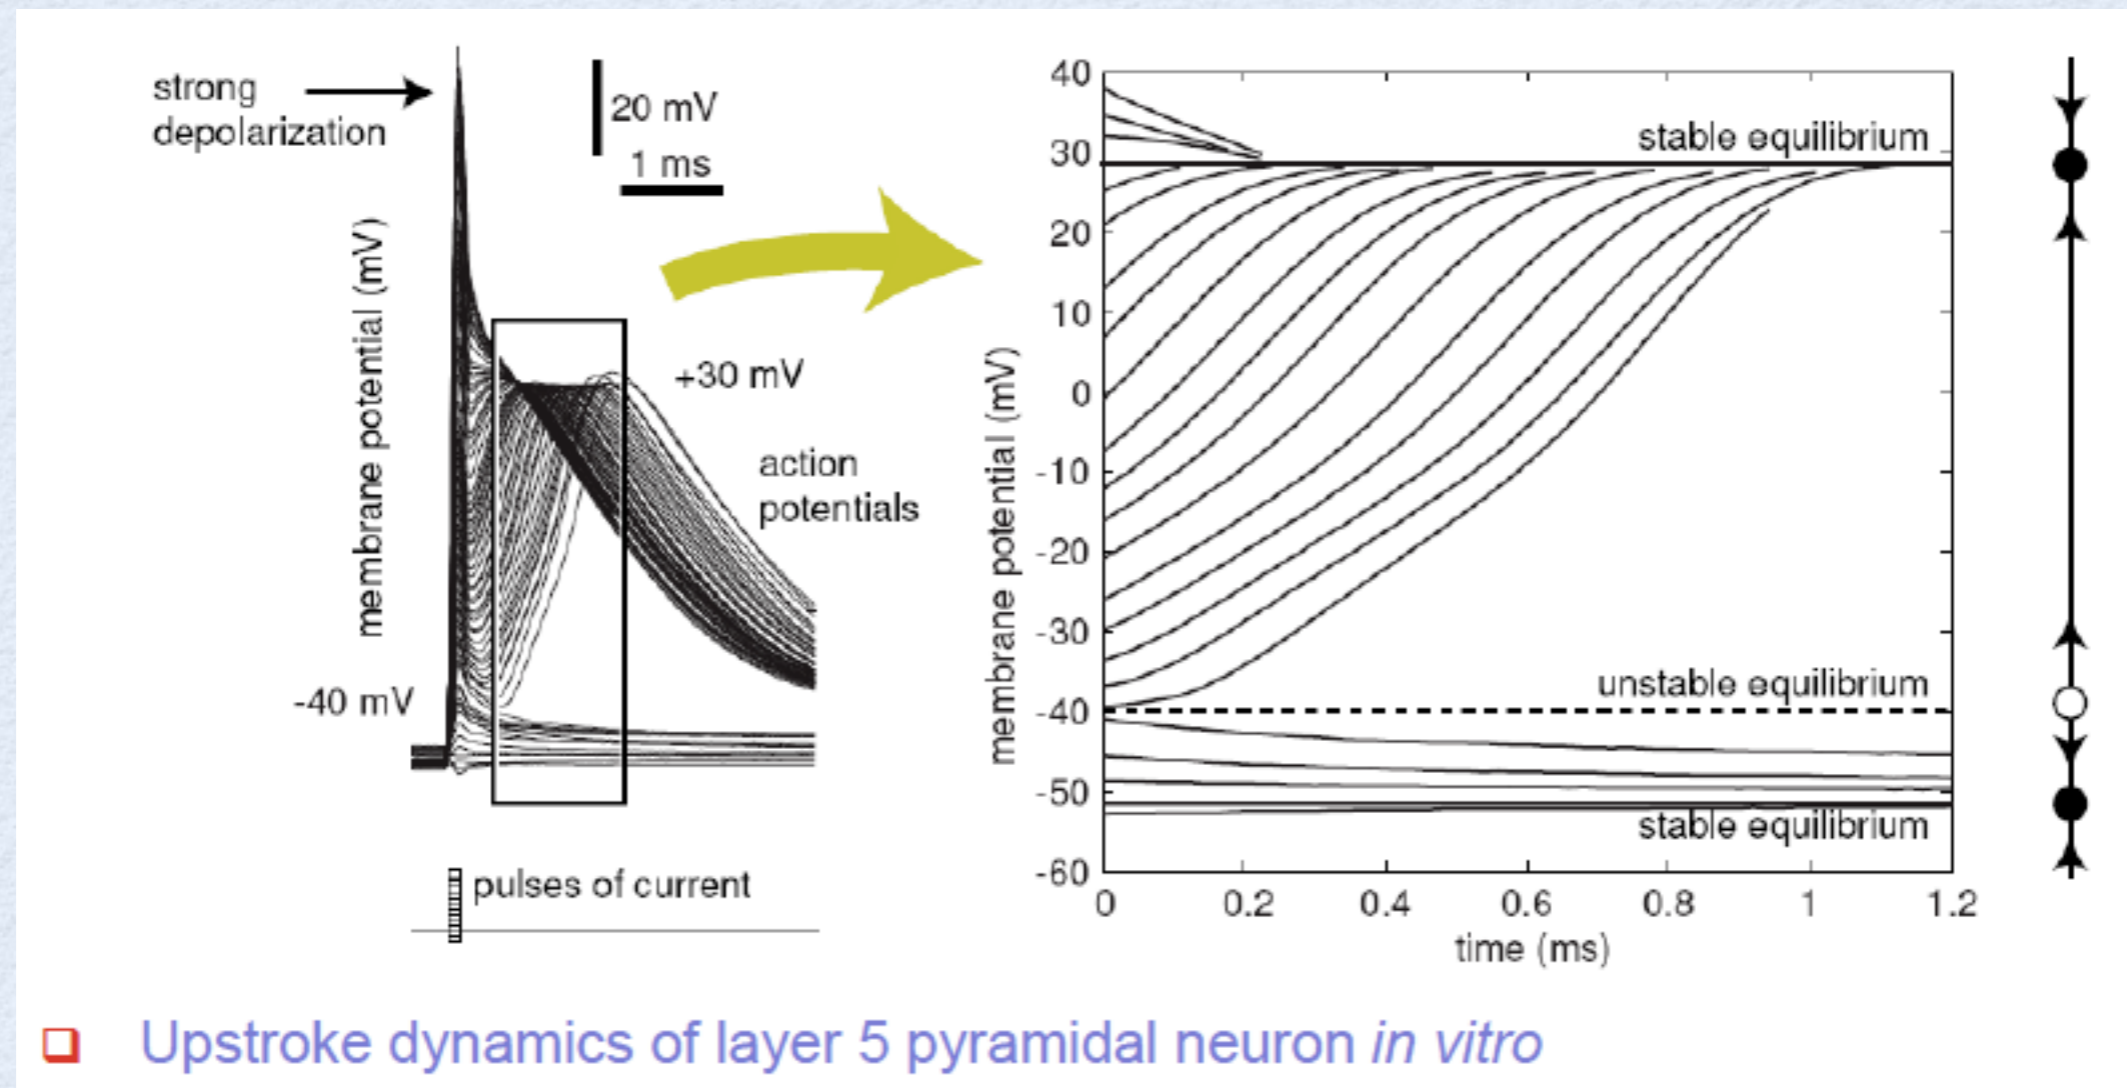 strong
depolarization
20 mV
1 ms
membrane potential (mV)
+30 mV
action
potentials
-40 mV
pulses of current
membrane potential (mV)
40
30
20
10
0
-10
-20
-30
-40
-50
-60
stable equilibrium
unstable equilibrium
stable equilibrium
0 0.2 0.4 0.6 0.8 1 1.2
time (ms)
Upstroke dynamics of layer 5 pyramidal neuron in vitro